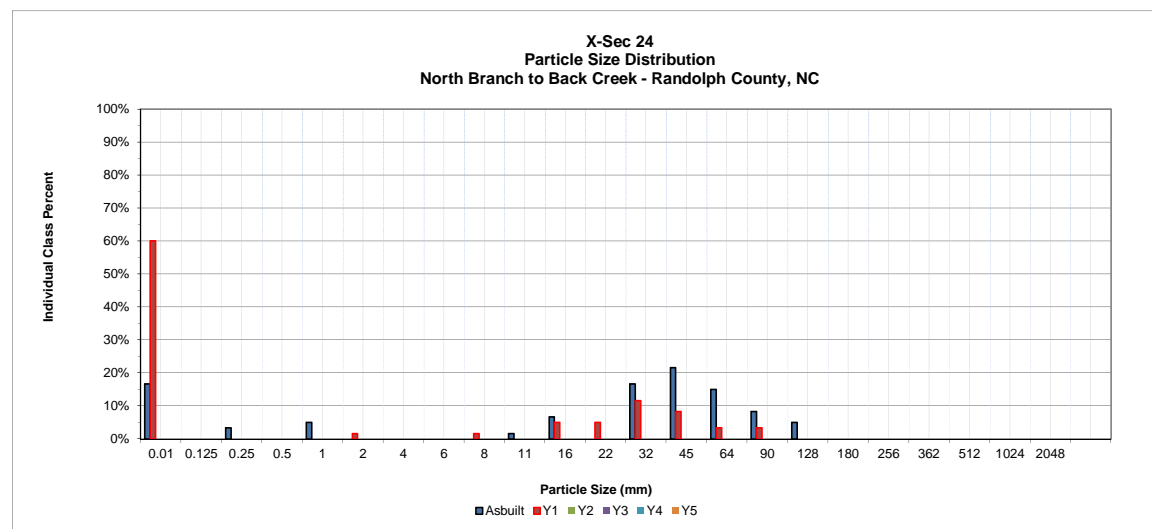 X-Sec 24
Particle Size Distribution
North Branch to Back Creek - Randolph County, NC
100%
90%
80%
70%
60%
50%
40%
30%
20%
10%
0%
Individual Class Percent
0.01 0.125 0.25 0.5 1 2 4 6 8 11 16 22 32 45 64 90 128 180 256 362 512 1024 2048
Particle Size (mm)
Asbuilt Y1 Y2 Y3 Y4 Y5